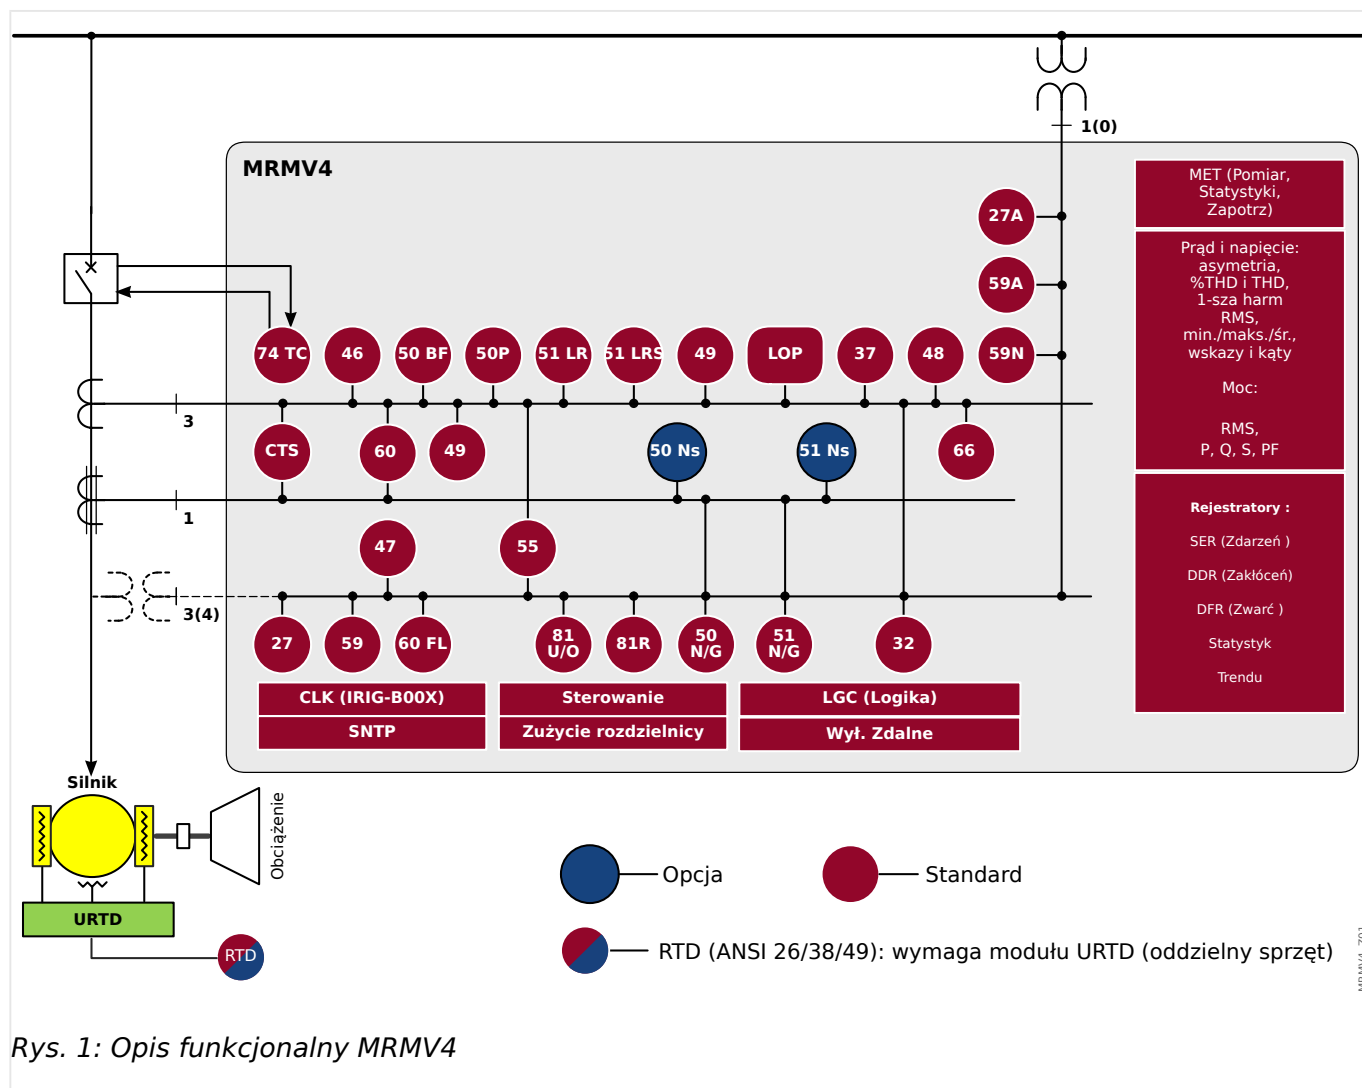 1(0)
MRMV4
MET (Pomiar,
Statystyki,
Zapotrz)
27A
Prąd i napięcie:
asymetria,
%THD i THD,
1-sza harm
RMS,
min./maks./śr.,
wskazy i kąty
Moc:
RMS,
P, Q, S, PF
59A
74 TC
46
50 BF
50P
51 LR
51 LRS
49
LOP
37
48
59N
3
CTS
60
49
50 Ns
51 Ns
66
1
Rejestratory :
SER (Zdarzeń )
DDR (Zakłóceń)
DFR (Zwarć )
Statystyk
Trendu
47
55
3(4)
27
59
60 FL
81
U/O
81R
50
N/G
51
N/G
32
CLK (IRIG-B00X)
SNTP
Sterowanie
Zużycie rozdzielnicy
LGC (Logika)
Wył. Zdalne
Silnik
Obciążenie
URTD
RTD
Opcja
Standard
RTD (ANSI 26/38/49): wymaga modułu URTD (oddzielny sprzęt)
Rys. 1: Opis funkcjonalny MRMV4